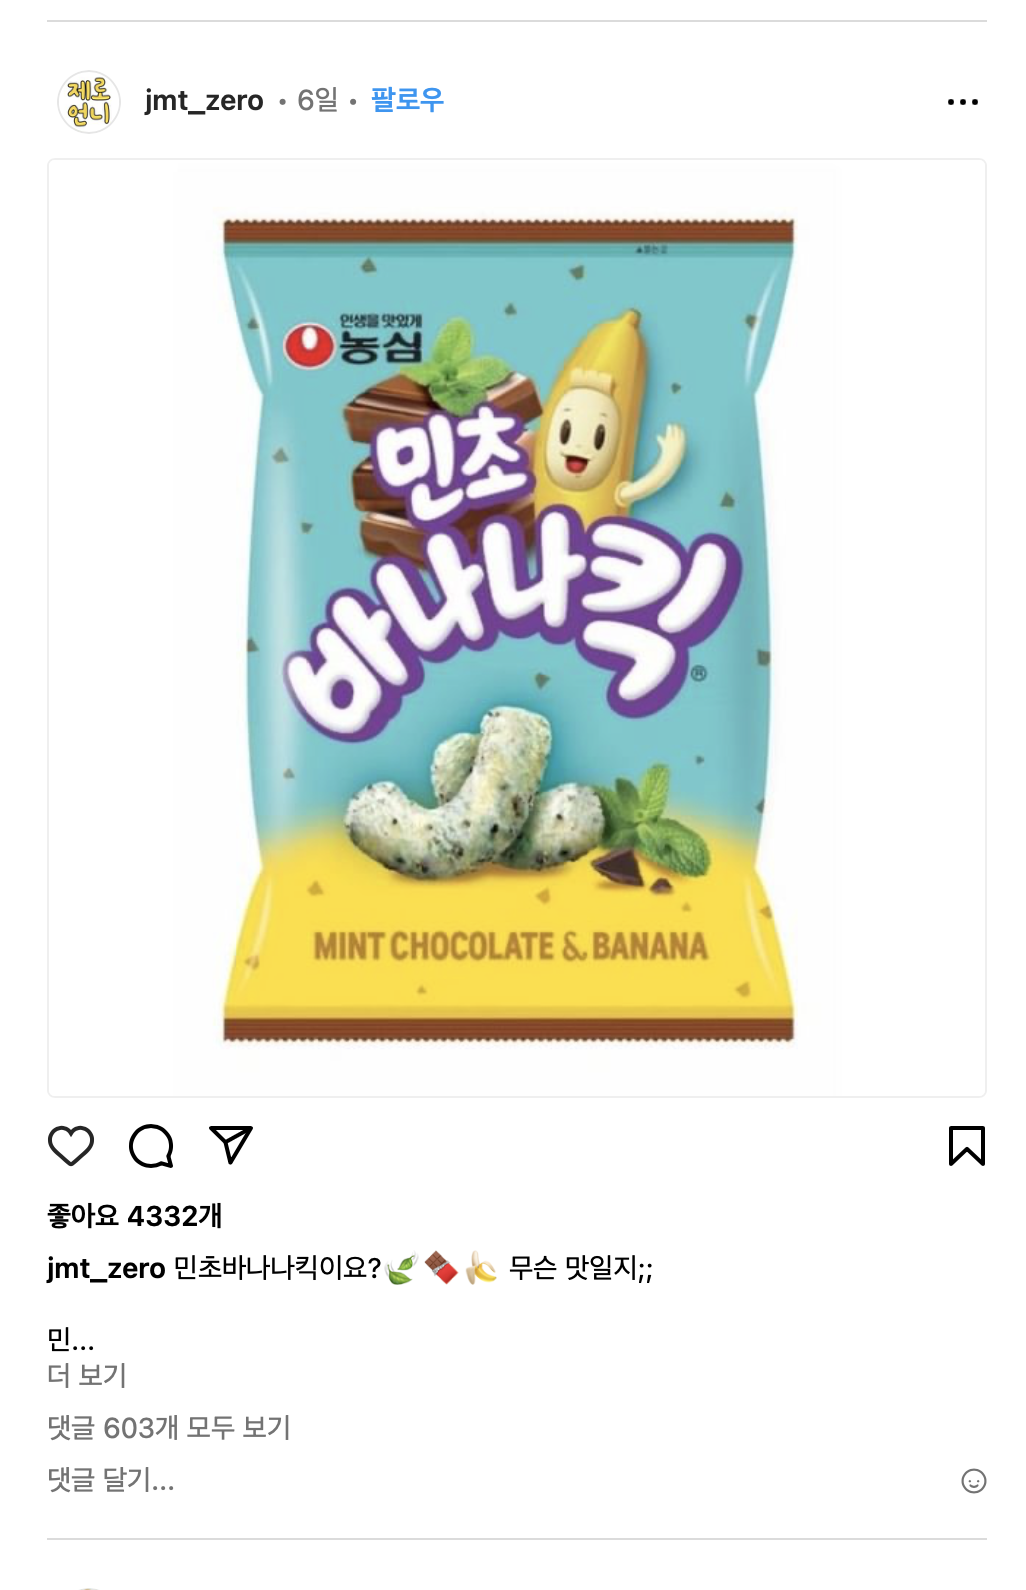 제로
언니
jmt_zero • 6일 • 팔로우
인생을 맛있게
농심
민초
바나나킥
®
MINT CHOCOLATE & BANANA
좋아요 4332개
jmt_zero 민초바나나킥이요?🍃🍫🍌 무슨 맛일지;;
민...
더 보기
댓글 603개 모두 보기
댓글 달기...